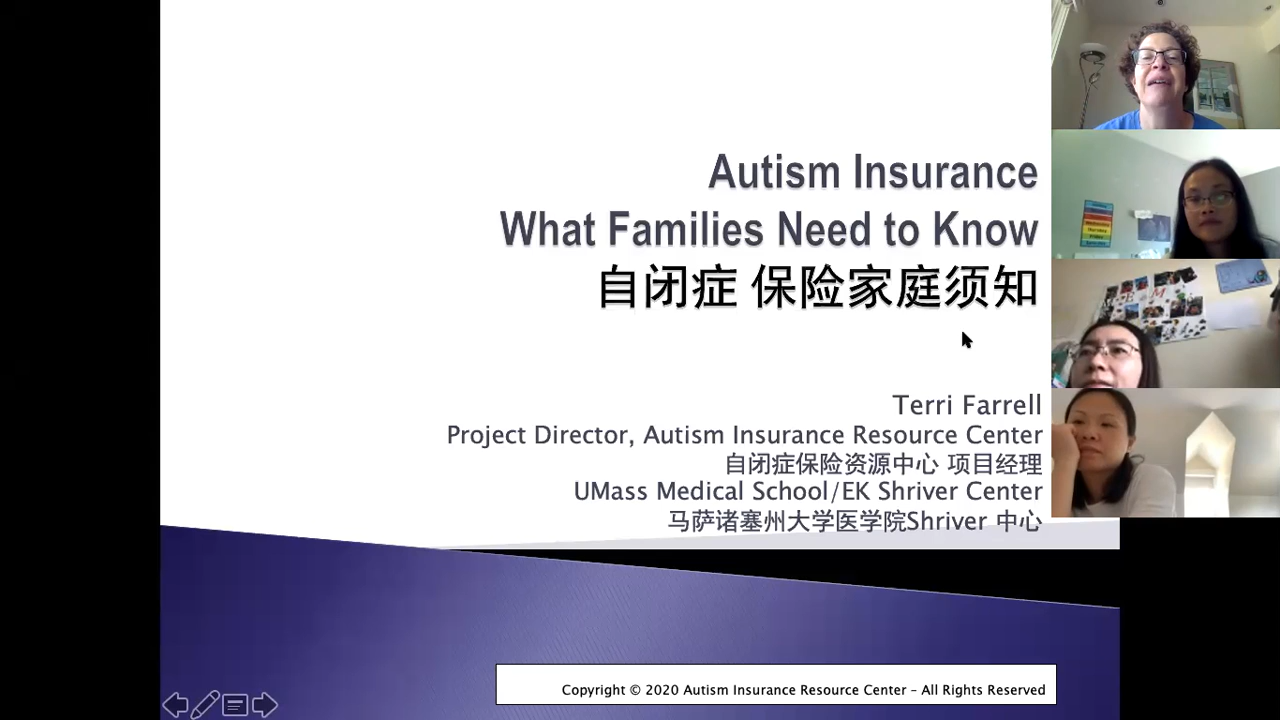 Autism Insurance
What Families Need to Know
自闭症 保险家庭须知
Terri Farrell
Project Director, Autism Insurance Resource Center
自闭症保险资源中心 项目经理
UMass Medical School/EK Shriver Center
马萨诸塞州大学医学院Shriver 中心
Copyright © 2020 Autism Insurance Resource Center – All Rights Reserved